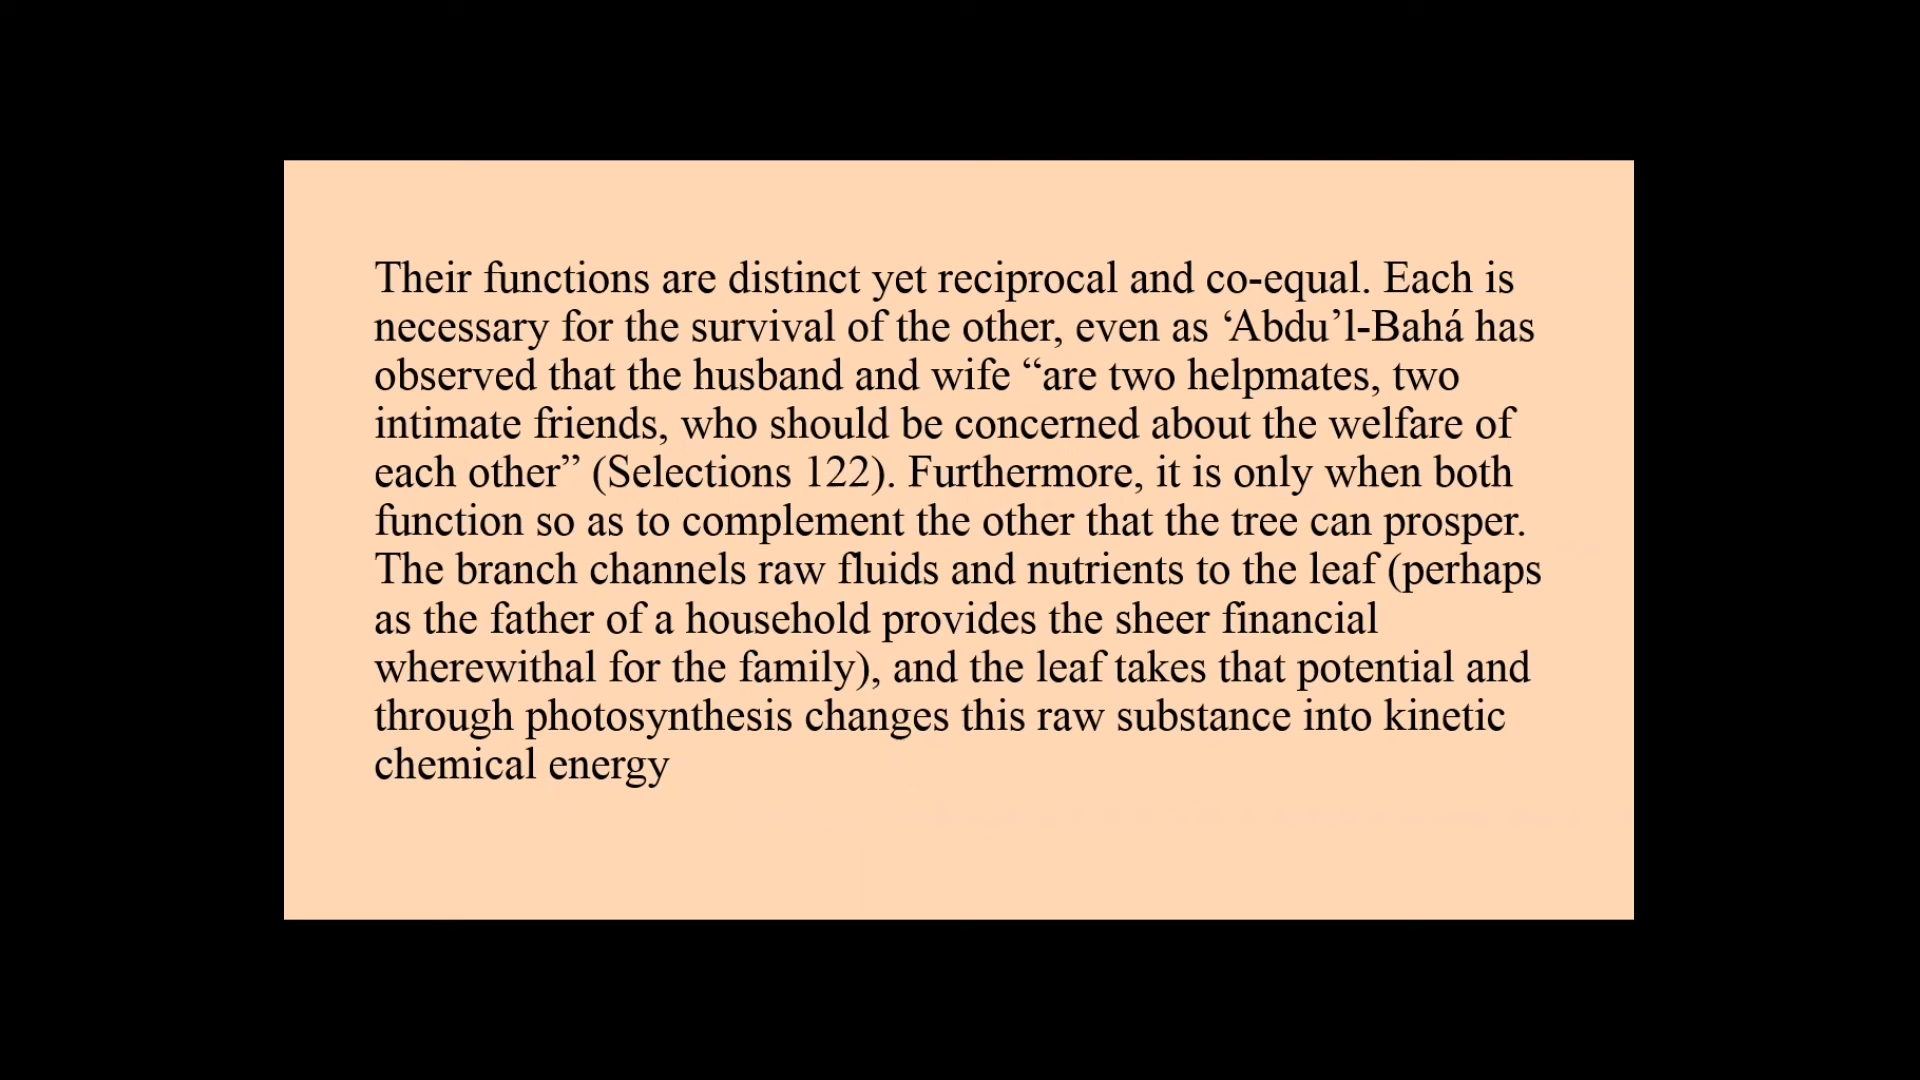 Their functions are distinct yet reciprocal and co-equal. Each is
necessary for the survival of the other, even as ‘Abdu’l-Bahá has
observed that the husband and wife “are two helpmates, two
intimate friends, who should be concerned about the welfare of
each other” (Selections 122). Furthermore, it is only when both
function so as to complement the other that the tree can prosper.
The branch channels raw fluids and nutrients to the leaf (perhaps
as the father of a household provides the sheer financial
wherewithal for the family), and the leaf takes that potential and
through photosynthesis changes this raw substance into kinetic
chemical energy